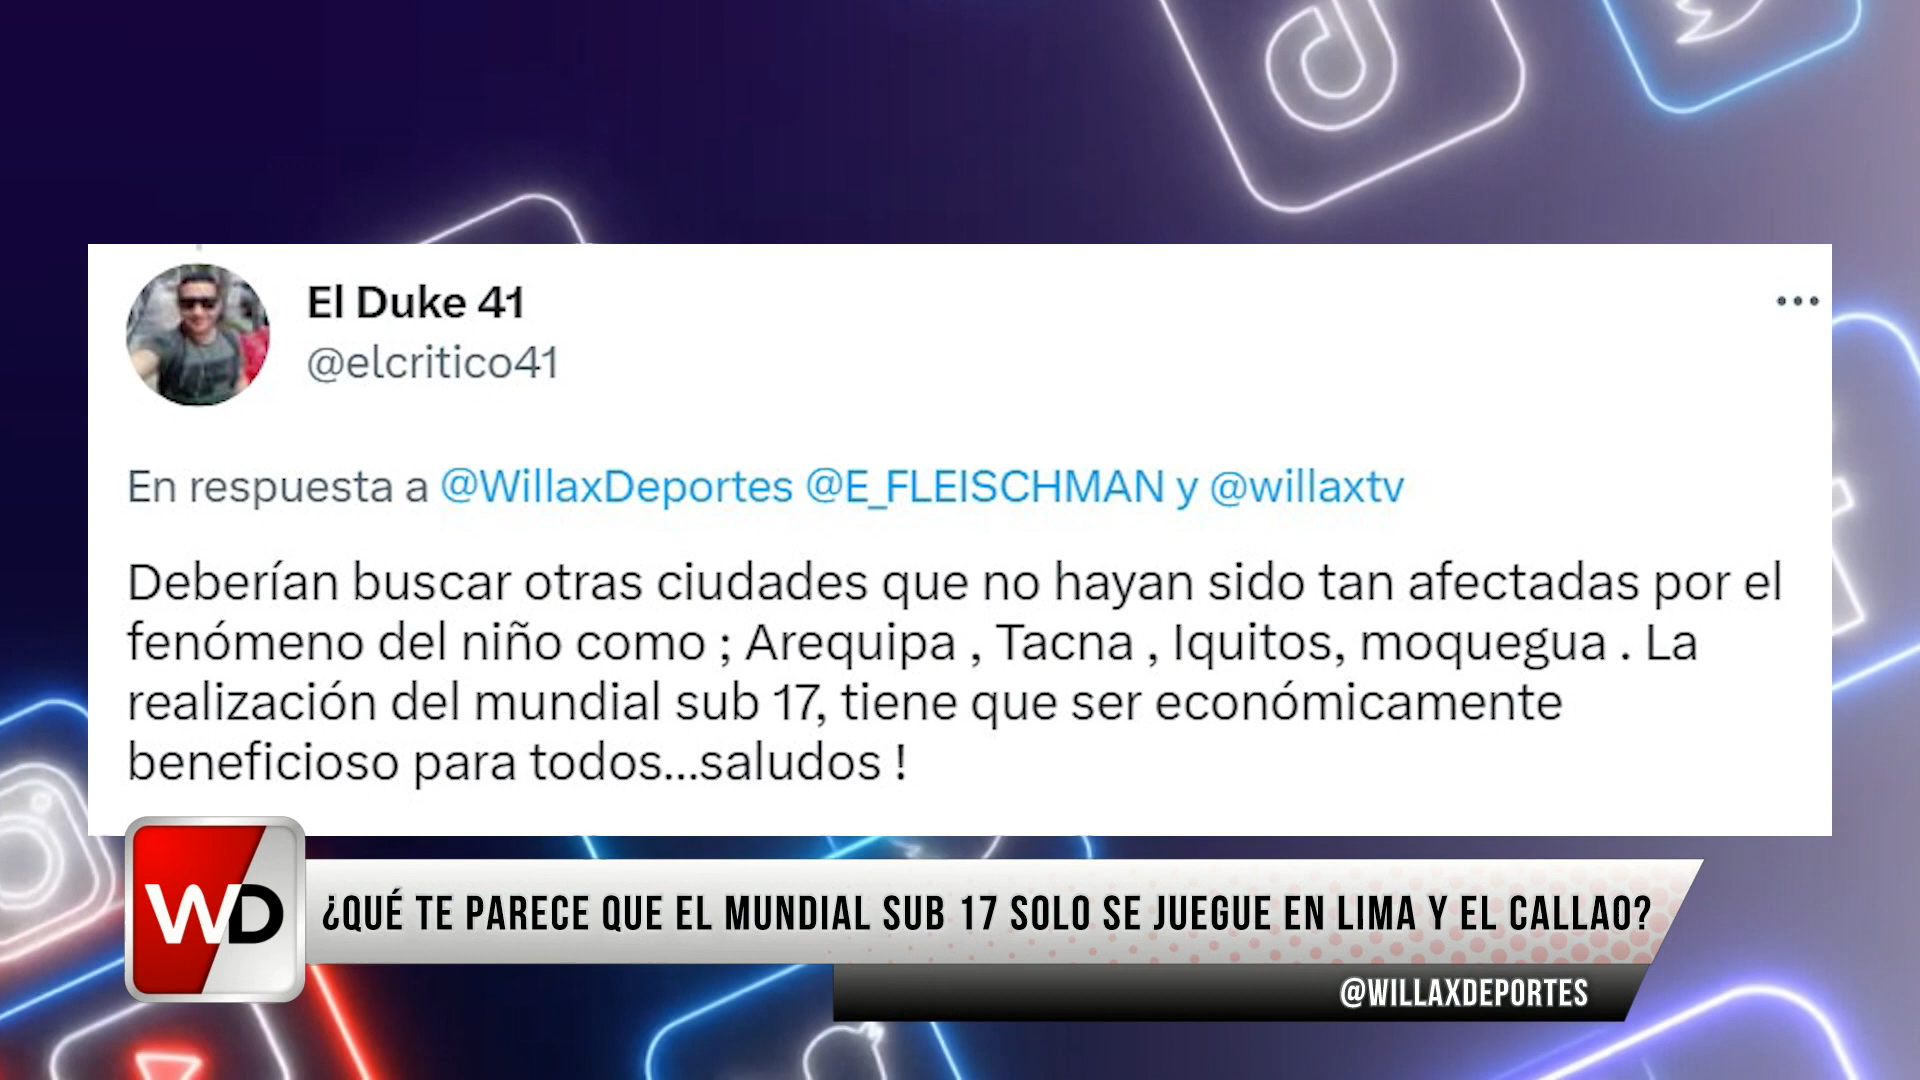 El Duke 41
@elcritico41
En respuesta a @WillaxDeportes @E_FLEISCHMAN y @willaxtv
Deberían buscar otras ciudades que no hayan sido tan afectadas por el
fenómeno del niño como ; Arequipa , Tacna , Iquitos, moquegua . La
realización del mundial sub 17, tiene que ser económicamente
beneficioso para todos...saludos !
WD
¿QUÉ TE PARECE QUE EL MUNDIAL SUB 17 SOLO SE JUEGUE EN LIMA Y EL CALLAO?
@WILLAXDEPORTES